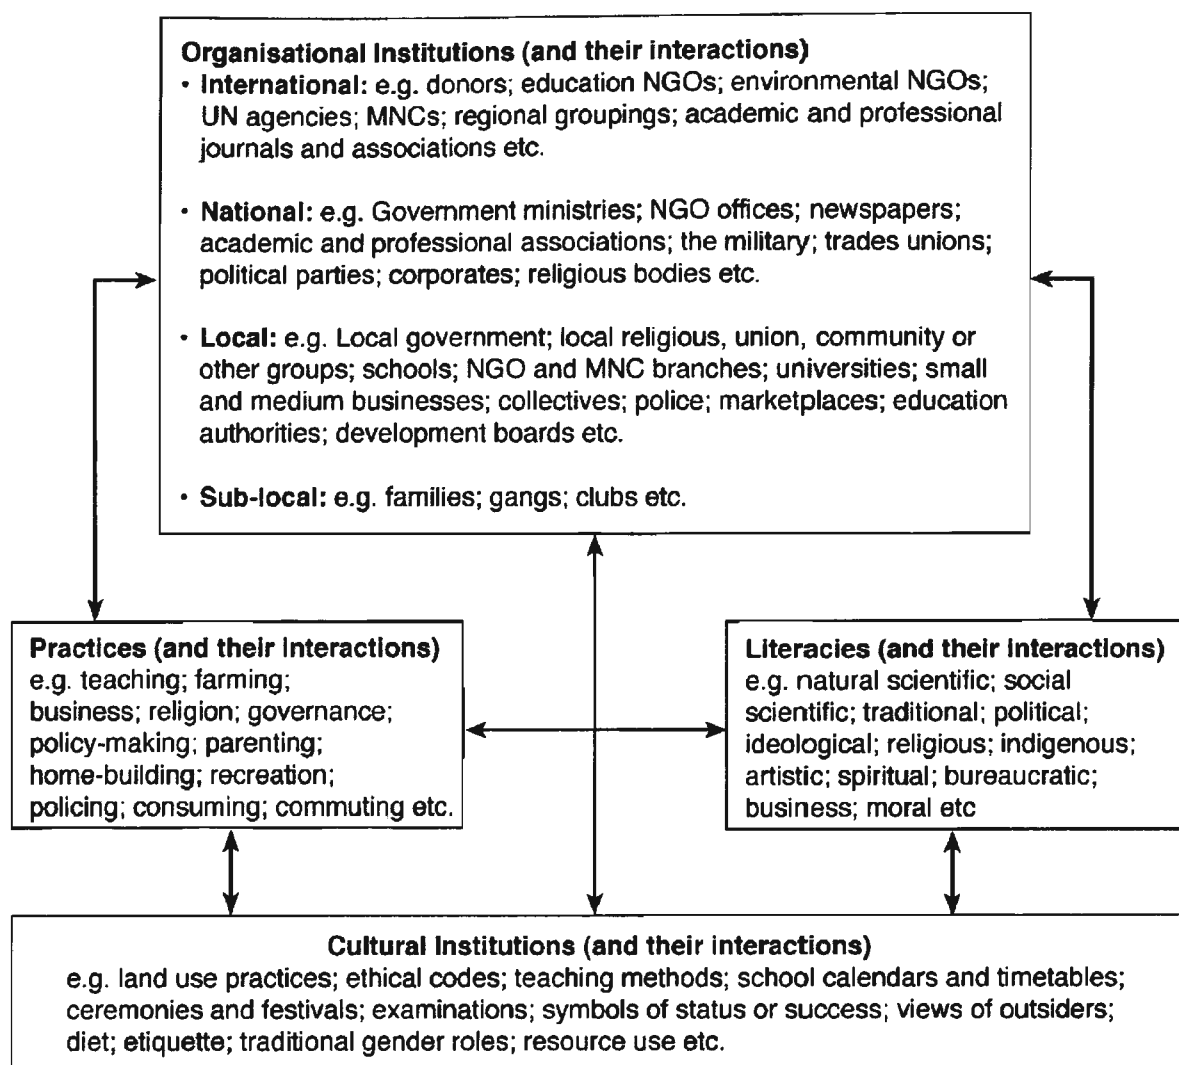 Organisational Institutions (and their interactions)
• International: e.g. donors; education NGOs; environmental NGOs;
UN agencies; MNCs; regional groupings; academic and professional
journals and associations etc.
• National: e.g. Government ministries; NGO offices; newspapers;
academic and professional associations; the military; trades unions;
political parties; corporates; religious bodies etc.
• Local: e.g. Local government; local religious, union, community or
other groups; schools; NGO and MNC branches; universities; small
and medium businesses; collectives; police; marketplaces; education
authorities; development boards etc.
• Sub-local: e.g. families; gangs; clubs etc.
Practices (and their interactions)
e.g. teaching; farming;
business; religion; governance;
policy-making; parenting;
home-building; recreation;
policing; consuming; commuting etc.
Literacies (and their interactions)
e.g. natural scientific; social
scientific; traditional; political;
ideological; religious; indigenous;
artistic; spiritual; bureaucratic;
business; moral etc
Cultural Institutions (and their interactions)
e.g. land use practices; ethical codes; teaching methods; school calendars and timetables;
ceremonies and festivals; examinations; symbols of status or success; views of outsiders;
diet; etiquette; traditional gender roles; resource use etc.